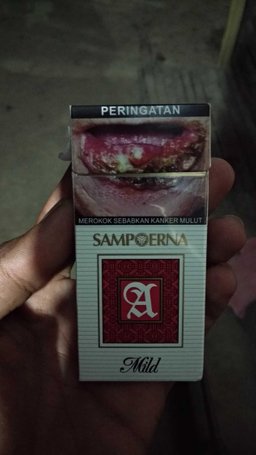 PERINGATAN
MEROKOK SEBABKAN KANKER MULUT
SAMPOERNA
A
Mild